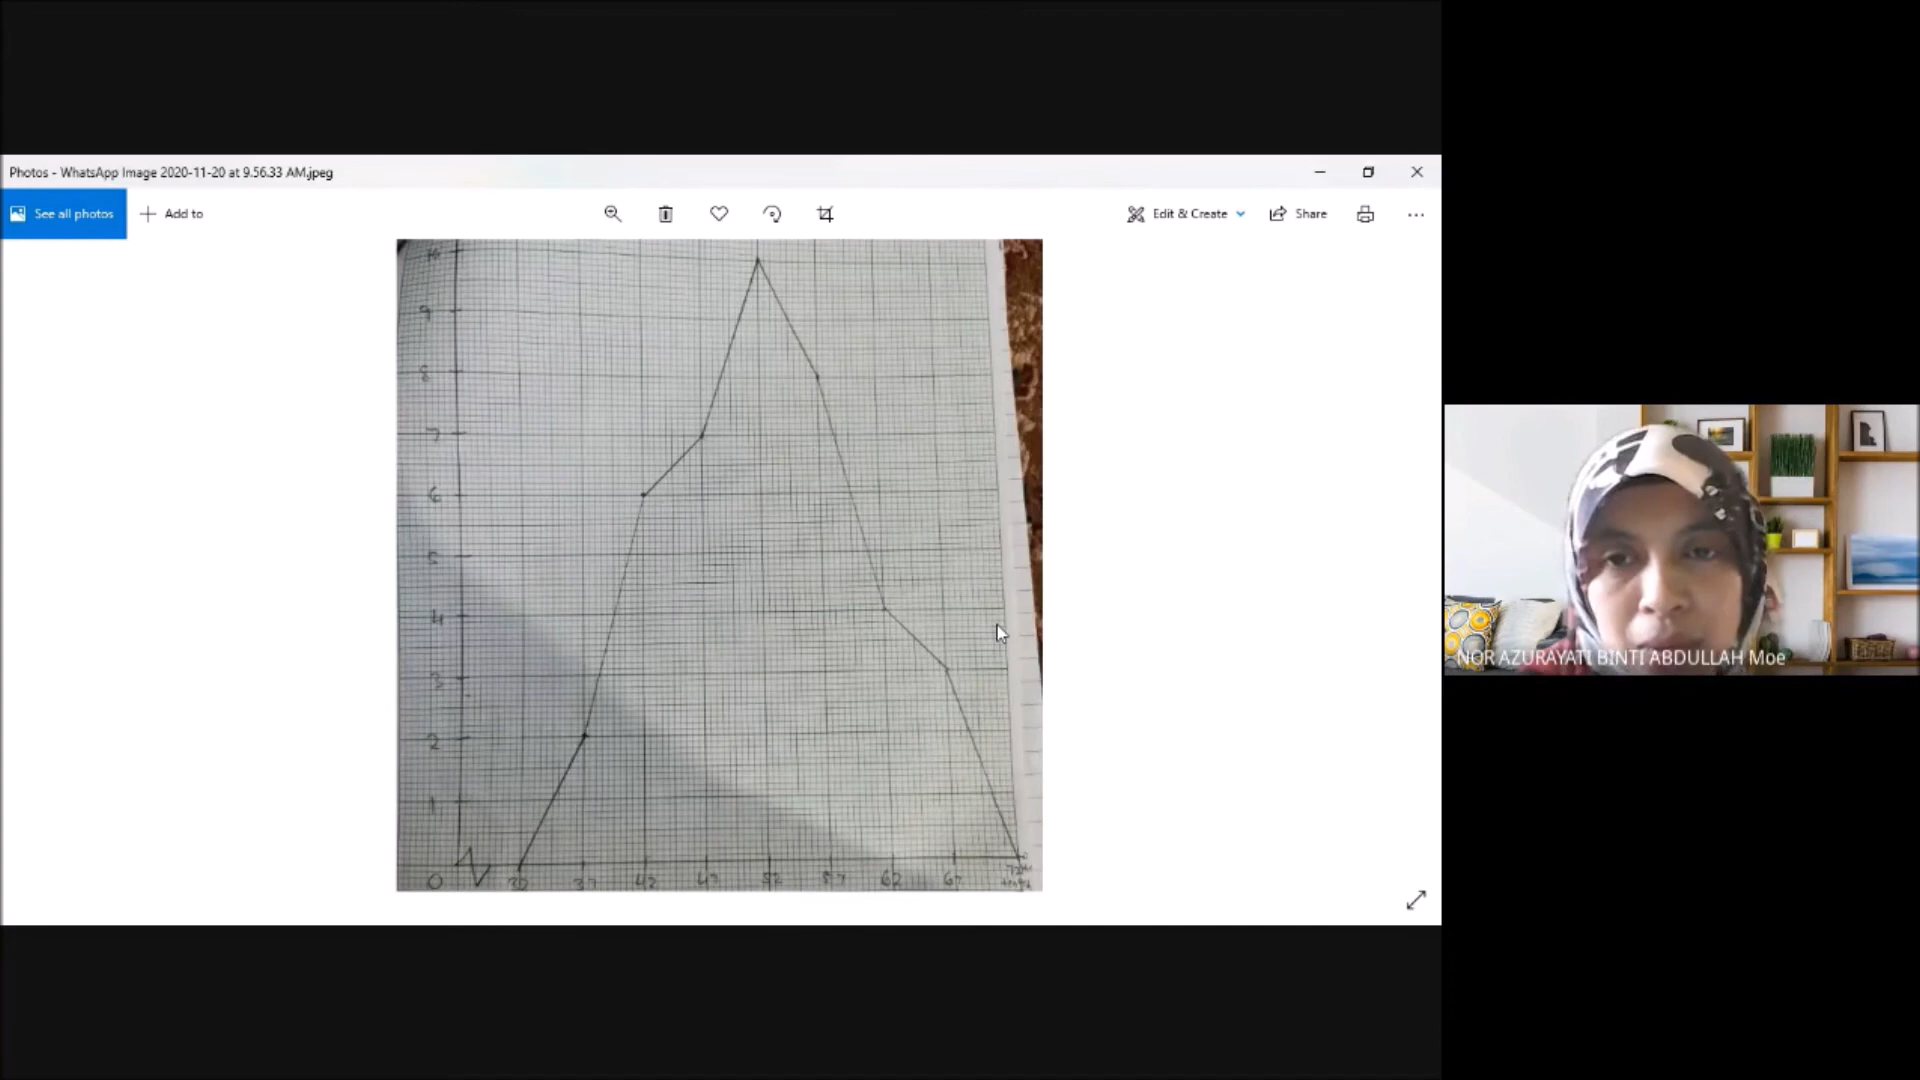 Photos - WhatsApp Image 2020-11-20 at 9.56.33 AM.jpeg
See all photos
Add to
Edit & Create
Share
10
9
8
7
6
5
4
3
2
1
0
32 37 42 47 52 57 62 67
NOR AZURAYATI BINTI ABDULLAH Moe